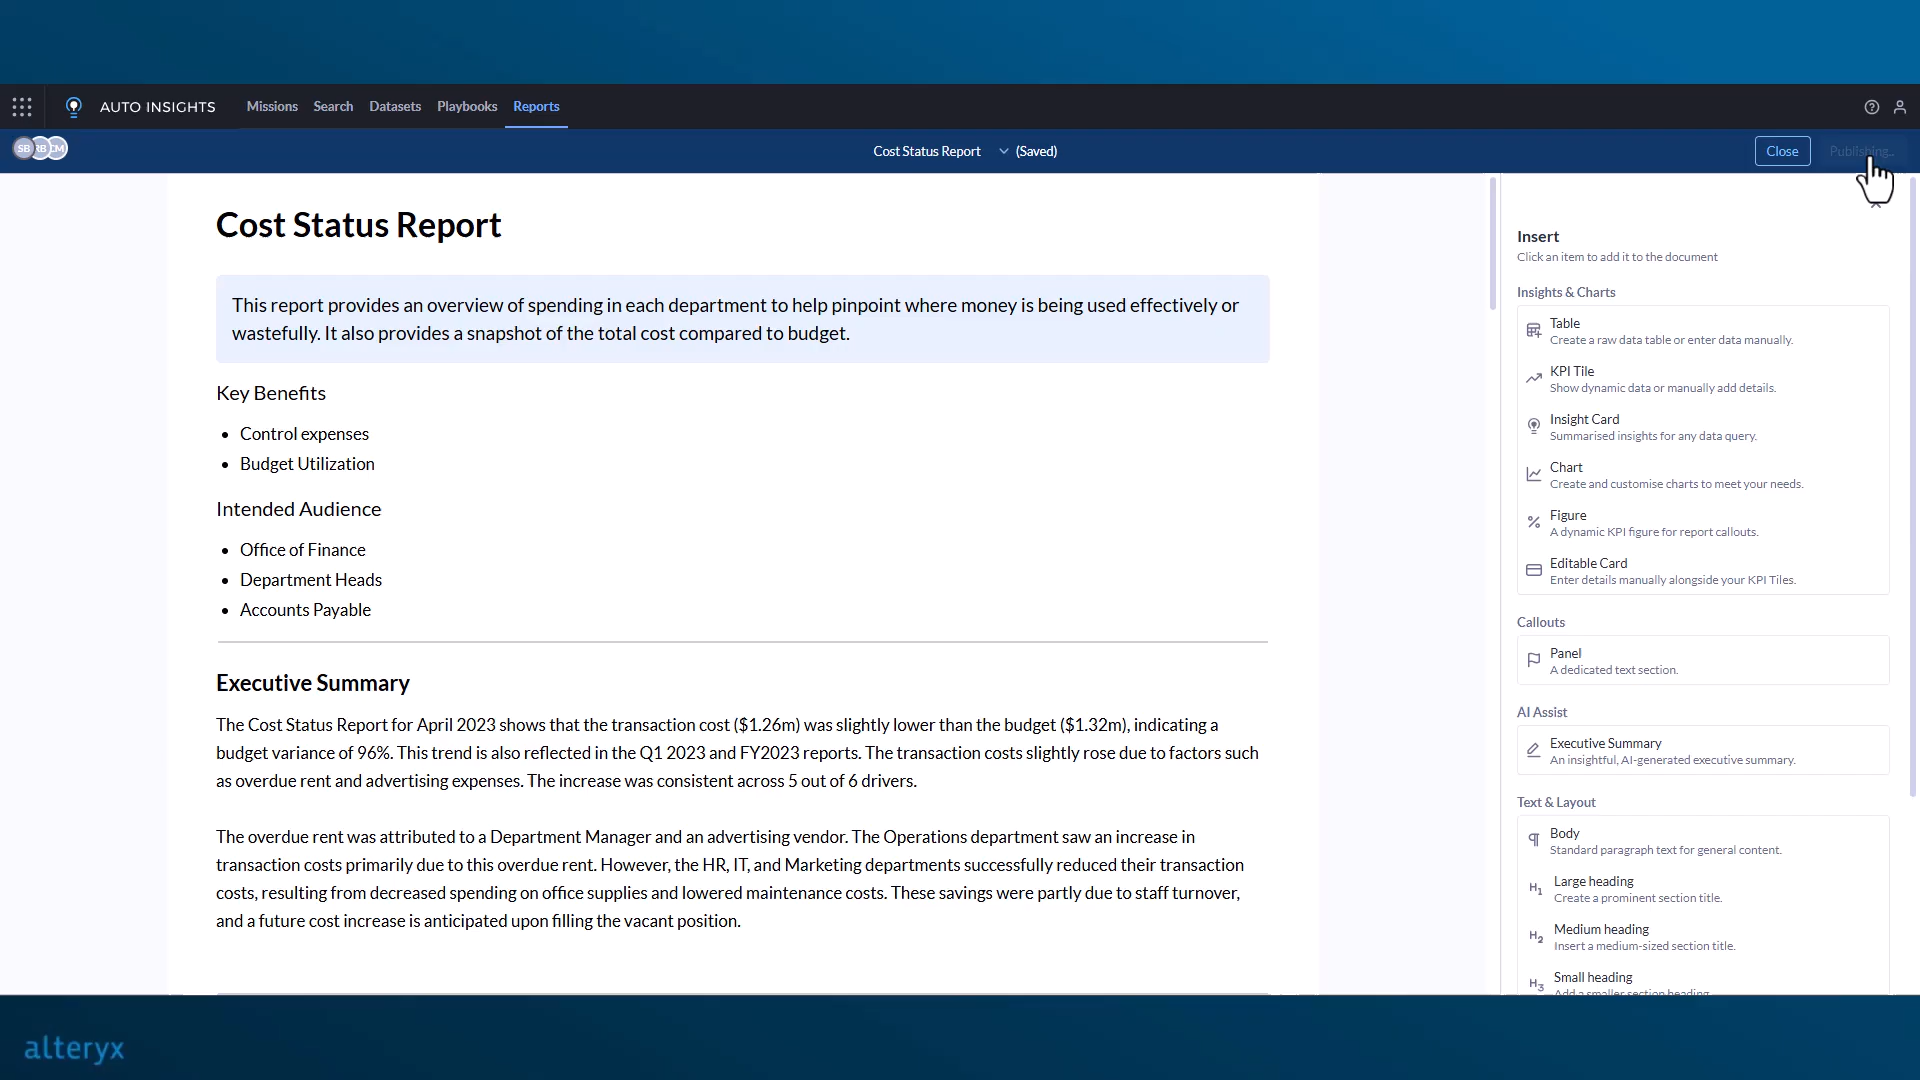 AUTO INSIGHTS Missions Search Datasets Playbooks Reports
SB RB CM Cost Status Report (Saved) Close Publishing...
Cost Status Report
This report provides an overview of spending in each department to help pinpoint where money is being used effectively or
wastefully. It also provides a snapshot of the total cost compared to budget.
Key Benefits
• Control expenses
• Budget Utilization
Intended Audience
• Office of Finance
• Department Heads
• Accounts Payable
Executive Summary
The Cost Status Report for April 2023 shows that the transaction cost ($1.26m) was slightly lower than the budget ($1.32m), indicating a
budget variance of 96%. This trend is also reflected in the Q1 2023 and FY2023 reports. The transaction costs slightly rose due to factors such
as overdue rent and advertising expenses. The increase was consistent across 5 out of 6 drivers.
The overdue rent was attributed to a Department Manager and an advertising vendor. The Operations department saw an increase in
transaction costs primarily due to this overdue rent. However, the HR, IT, and Marketing departments successfully reduced their transaction
costs, resulting from decreased spending on office supplies and lowered maintenance costs. These savings were partly due to staff turnover,
and a future cost increase is anticipated upon filling the vacant position.
Insert
Click an item to add it to the document
Insights & Charts
Table
Create a raw data table or enter data manually.
KPI Tile
Show dynamic data or manually add details.
Insight Card
Summarised insights for any data query.
Chart
Create and customise charts to meet your needs.
Figure
A dynamic KPI figure for report callouts.
Editable Card
Enter details manually alongside your KPI Tiles.
Callouts
Panel
A dedicated text section.
AI Assist
Executive Summary
An insightful, AI-generated executive summary.
Text & Layout
Body
Standard paragraph text for general content.
H1 Large heading
Create a prominent section title.
H2 Medium heading
Insert a medium-sized section title.
H3 Small heading
Add a smaller section heading
alteryx